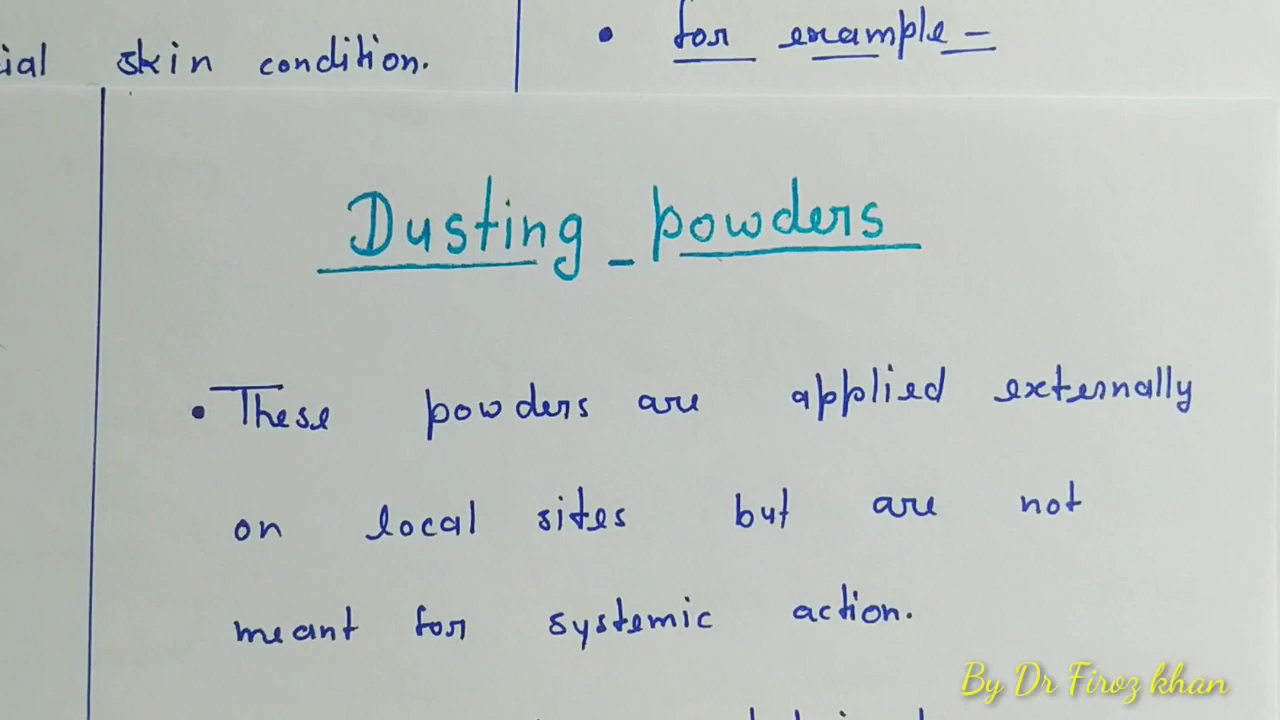 ial skin condition.
• for example -
Dusting powders
• These powders are applied externally
on local sites but are not
meant for systemic action.
By Dr Firoz khan